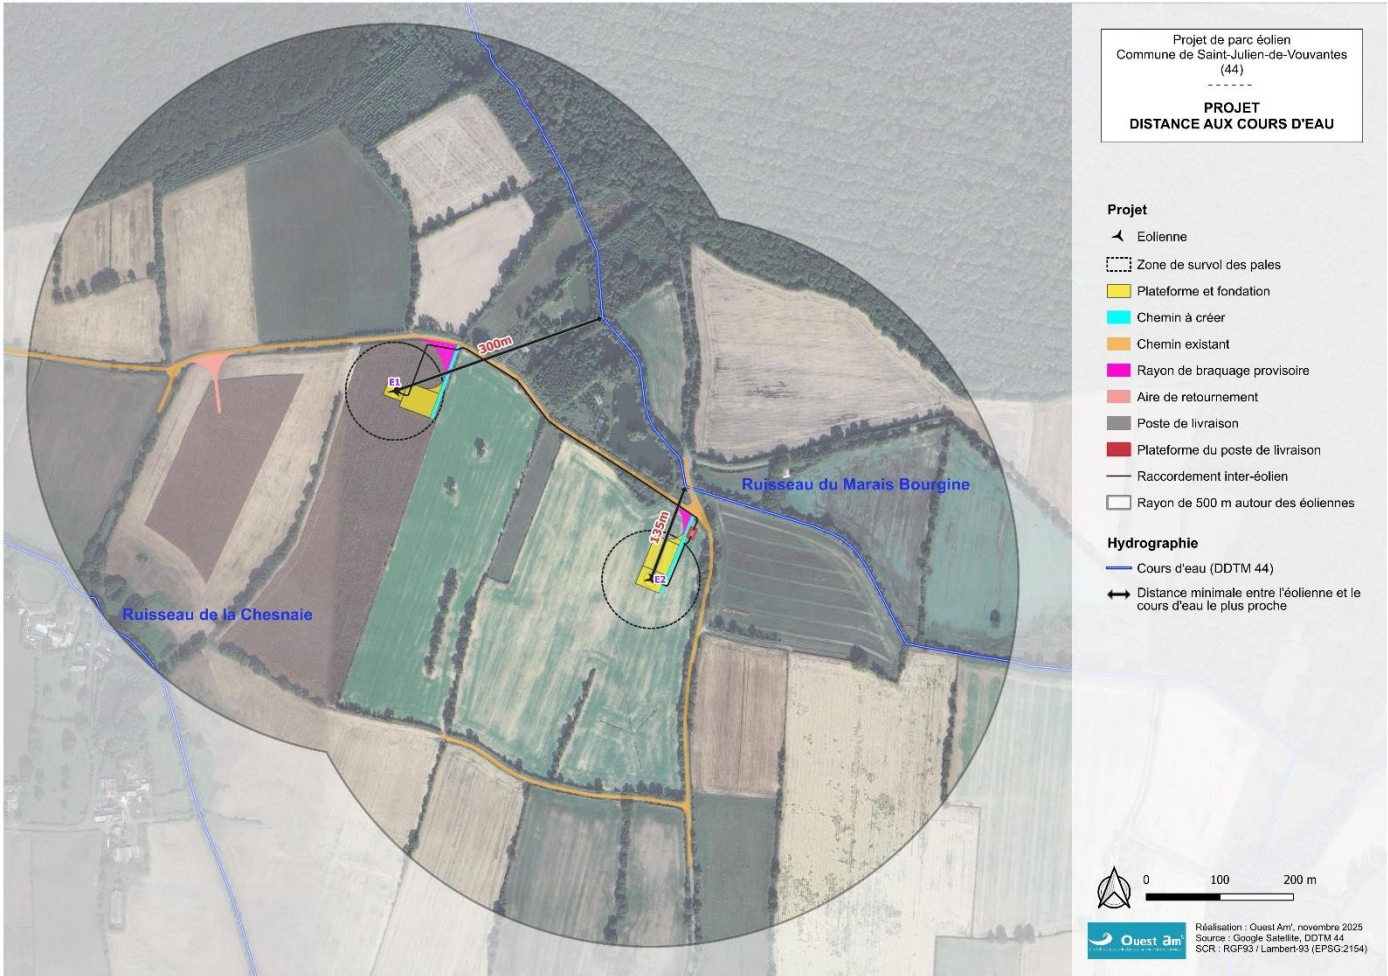 Projet de parc éolien
Commune de Saint-Julien-de-Vouvantes
(44)
------
PROJET
DISTANCE AUX COURS D'EAU
Projet
Eolienne
Zone de survol des pales
Plateforme et fondation
Chemin à créer
Chemin existant
Rayon de braquage provisoire
Aire de retournement
Poste de livraison
Plateforme du poste de livraison
Raccordement inter-éolien
Rayon de 500 m autour des éoliennes
Hydrographie
Cours d'eau (DDTM 44)
Distance minimale entre l'éolienne et le
cours d'eau le plus proche
300m
E1
Ruisseau du Marais Bourgine
135m
E2
Ruisseau de la Chesnaie
0 100 200 m
Ouest am'
Réalisation : Ouest Am', novembre 2025
Source : Google Satellite, DDTM 44
SCR : RGF93 / Lambert-93 (EPSG:2154)